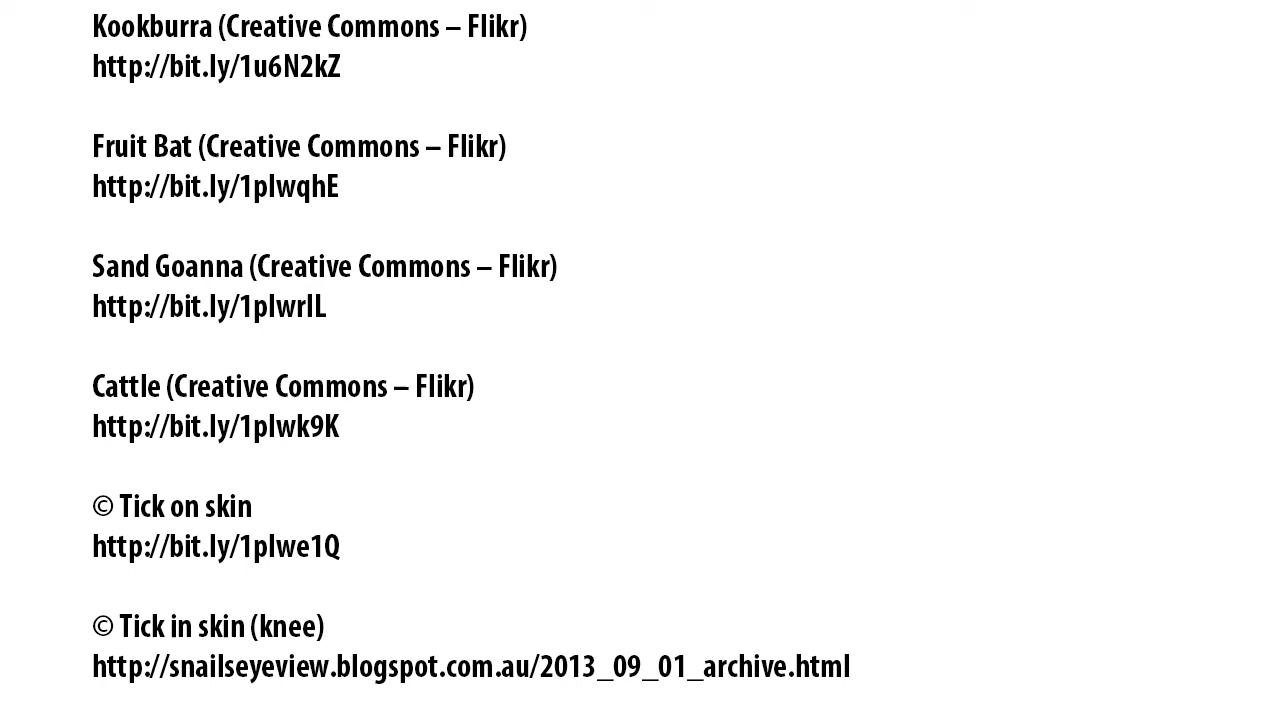 Kookburra (Creative Commons – Flikr)
http://bit.ly/1u6N2kZ
Fruit Bat (Creative Commons – Flikr)
http://bit.ly/1plwqhE
Sand Goanna (Creative Commons – Flikr)
http://bit.ly/1plwrlL
Cattle (Creative Commons – Flikr)
http://bit.ly/1plwk9K
© Tick on skin
http://bit.ly/1plwe1Q
© Tick in skin (knee)
http://snailseyeview.blogspot.com.au/2013_09_01_archive.html